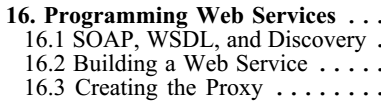 16. Programming Web Services . . .
16.1 SOAP, WSDL, and Discovery .
16.2 Building a Web Service . . . . .
16.3 Creating the Proxy . . . . . . . .